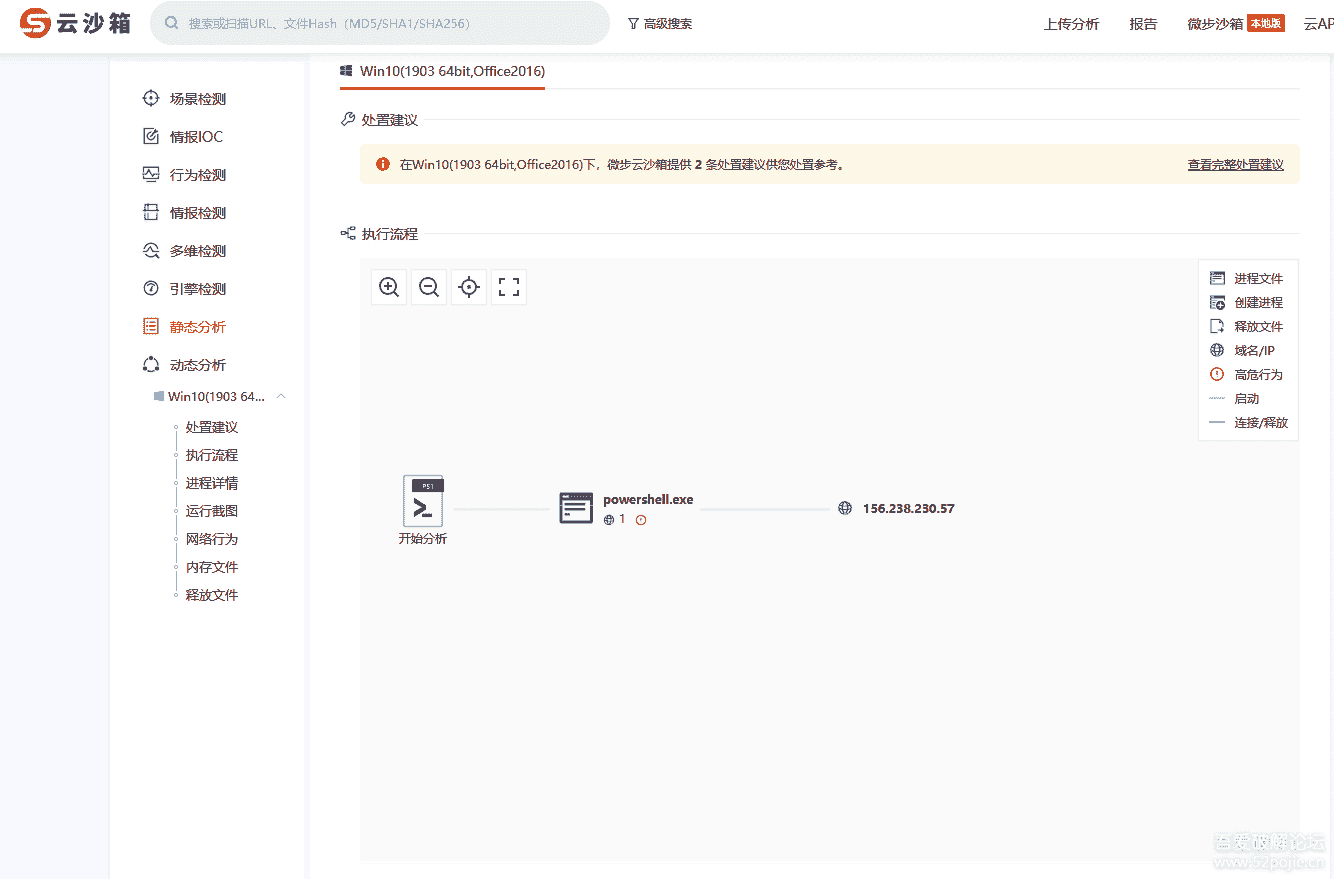 云沙箱
搜索或扫描URL、文件Hash（MD5/SHA1/SHA256）
高级搜索
上传分析
报告
微步沙箱 本地版
云AP
场景检测
情报IOC
行为检测
情报检测
多维检测
引擎检测
静态分析
动态分析
Win10(1903 64...
处置建议
执行流程
进程详情
运行截图
网络行为
内存文件
释放文件
Win10(1903 64bit,Office2016)
处置建议
在Win10(1903 64bit,Office2016)下，微步云沙箱提供 2 条处置建议供您处置参考。
查看完整处置建议
执行流程
进程文件
创建进程
释放文件
域名/IP
高危行为
启动
连接/释放
PS1
开始分析
powershell.exe
1
156.238.230.57
吾爱破解论坛
www.52pojie.cn